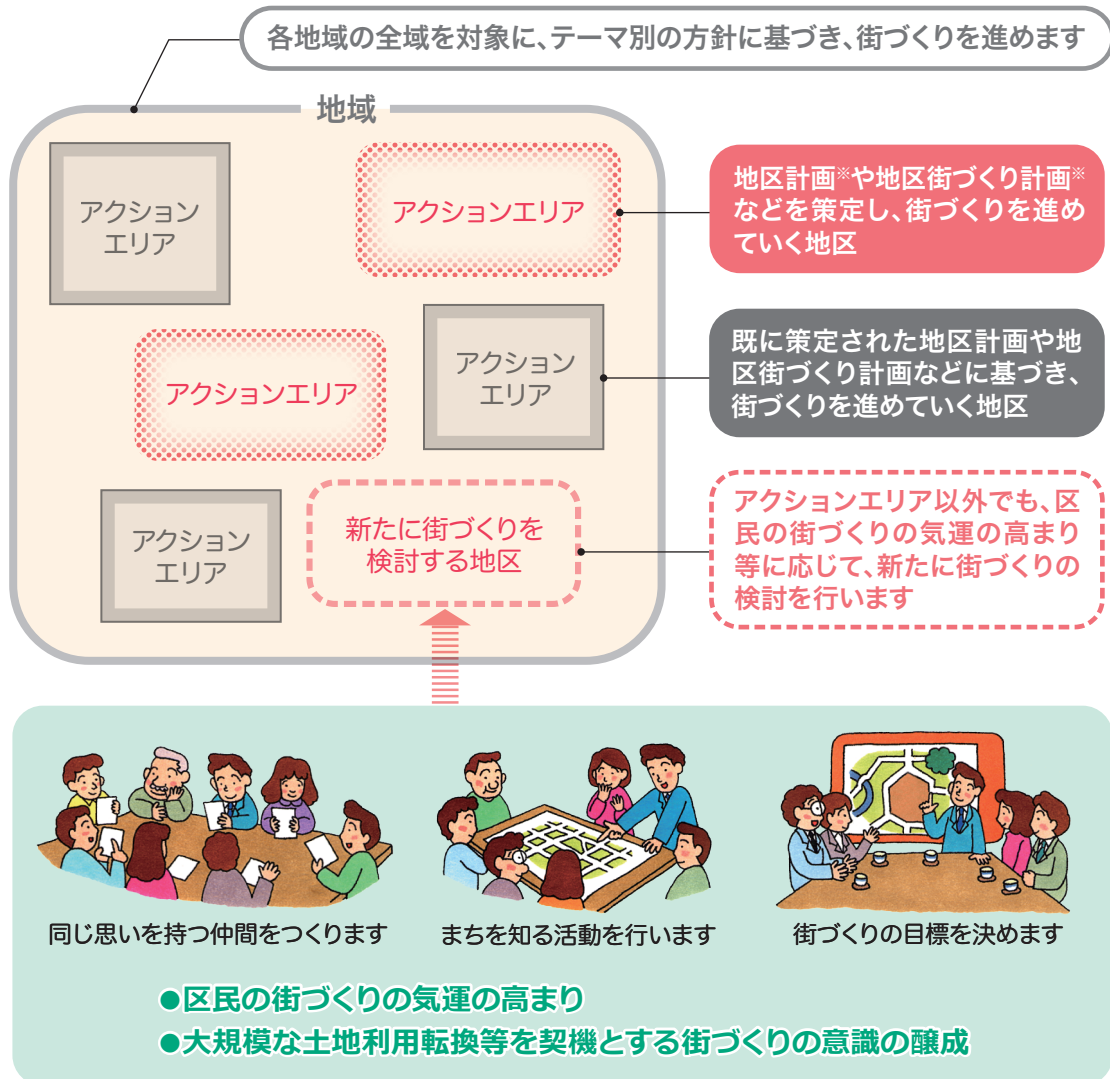 各地域の全域を対象に、テーマ別の方針に基づき、街づくりを進めます
地域
アクション
エリア
アクションエリア
地区計画※や地区街づくり計画※
などを策定し、街づくりを進め
ていく地区
アクションエリア
アクション
エリア
既に策定された地区計画や地
区街づくり計画などに基づき、
街づくりを進めていく地区
アクション
エリア
新たに街づくりを
検討する地区
アクションエリア以外でも、区
民の街づくりの気運の高まり
等に応じて、新たに街づくりの
検討を行います
同じ思いを持つ仲間をつくります
まちを知る活動を行います
街づくりの目標を決めます
●区民の街づくりの気運の高まり
●大規模な土地利用転換等を契機とする街づくりの意識の醸成